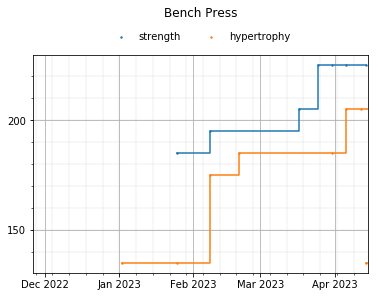 Bench Press
strength hypertrophy
200
150
Dec 2022 Jan 2023 Feb 2023 Mar 2023 Apr 2023